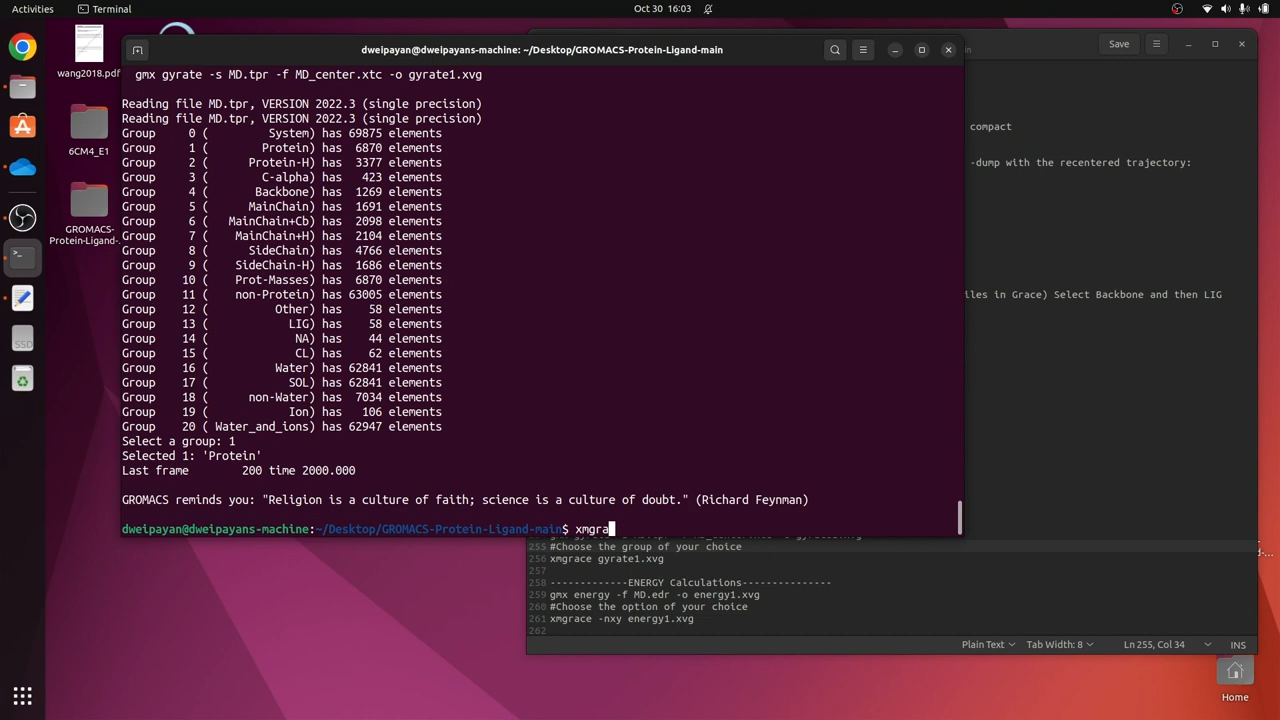 Activities
Terminal
Oct 30 16:03
wang2018.pdf
6CM4_E1
GROMACS-
Protein-Ligand-...
dweipayan@dweipayans-machine: ~/Desktop/GROMACS-Protein-Ligand-main
gmx gyrate -s MD.tpr -f MD_center.xtc -o gyrate1.xvg
Reading file MD.tpr, VERSION 2022.3 (single precision)
Reading file MD.tpr, VERSION 2022.3 (single precision)
Group     0 (         System) has 69875 elements
Group     1 (        Protein) has  6870 elements
Group     2 (      Protein-H) has  3377 elements
Group     3 (        C-alpha) has   423 elements
Group     4 (       Backbone) has  1269 elements
Group     5 (      MainChain) has  1691 elements
Group     6 (   MainChain+Cb) has  2098 elements
Group     7 (    MainChain+H) has  2104 elements
Group     8 (      SideChain) has  4766 elements
Group     9 (    SideChain-H) has  1686 elements
Group    10 (    Prot-Masses) has  6870 elements
Group    11 (    non-Protein) has 63005 elements
Group    12 (          Other) has    58 elements
Group    13 (            LIG) has    58 elements
Group    14 (             NA) has    44 elements
Group    15 (             CL) has    62 elements
Group    16 (          Water) has 62841 elements
Group    17 (            SOL) has 62841 elements
Group    18 (      non-Water) has  7034 elements
Group    19 (            Ion) has   106 elements
Group    20 ( Water_and_ions) has 62947 elements
Select a group: 1
Selected 1: 'Protein'
Last frame        200 time 2000.000
GROMACS reminds you: "Religion is a culture of faith; science is a culture of doubt." (Richard Feynman)
dweipayan@dweipayans-machine:~/Desktop/GROMACS-Protein-Ligand-main$ xmgra
Save
compact
-dump with the recentered trajectory:
iles in Grace) Select Backbone and then LIG
255 #Choose the group of your choice
256 xmgrace gyrate1.xvg
257
258 -------------ENERGY Calculations---------------
259 gmx energy -f MD.edr -o energy1.xvg
260 #Choose the option of your choice
261 xmgrace -nxy energy1.xvg
262
Plain Text
Tab Width: 8
Ln 255, Col 34
INS
Home